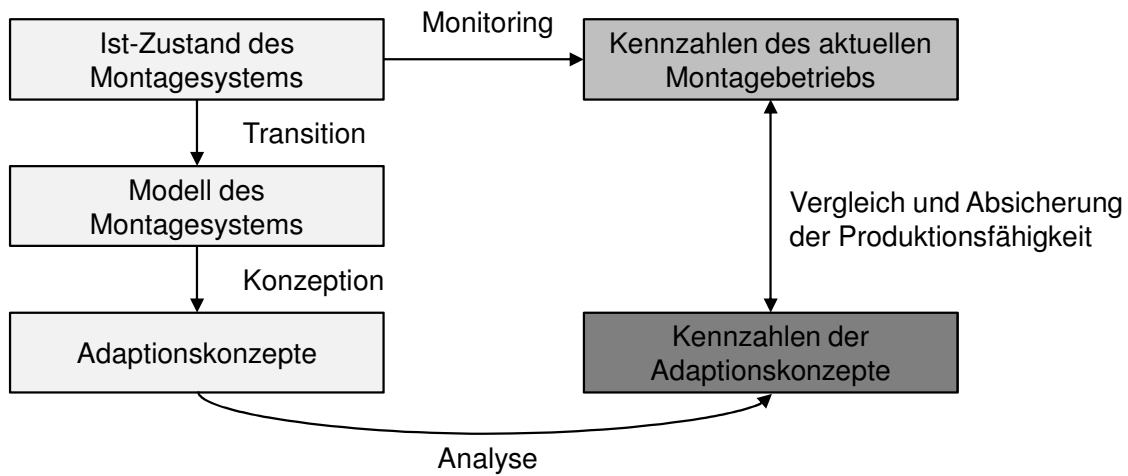 Ist-Zustand des
Montagesystems
Monitoring
Kennzahlen des aktuellen
Montagebetriebs
Transition
Modell des
Montagesystems
Vergleich und Absicherung
der Produktionsfähigkeit
Konzeption
Adaptionskonzepte
Kennzahlen der
Adaptionskonzepte
Analyse